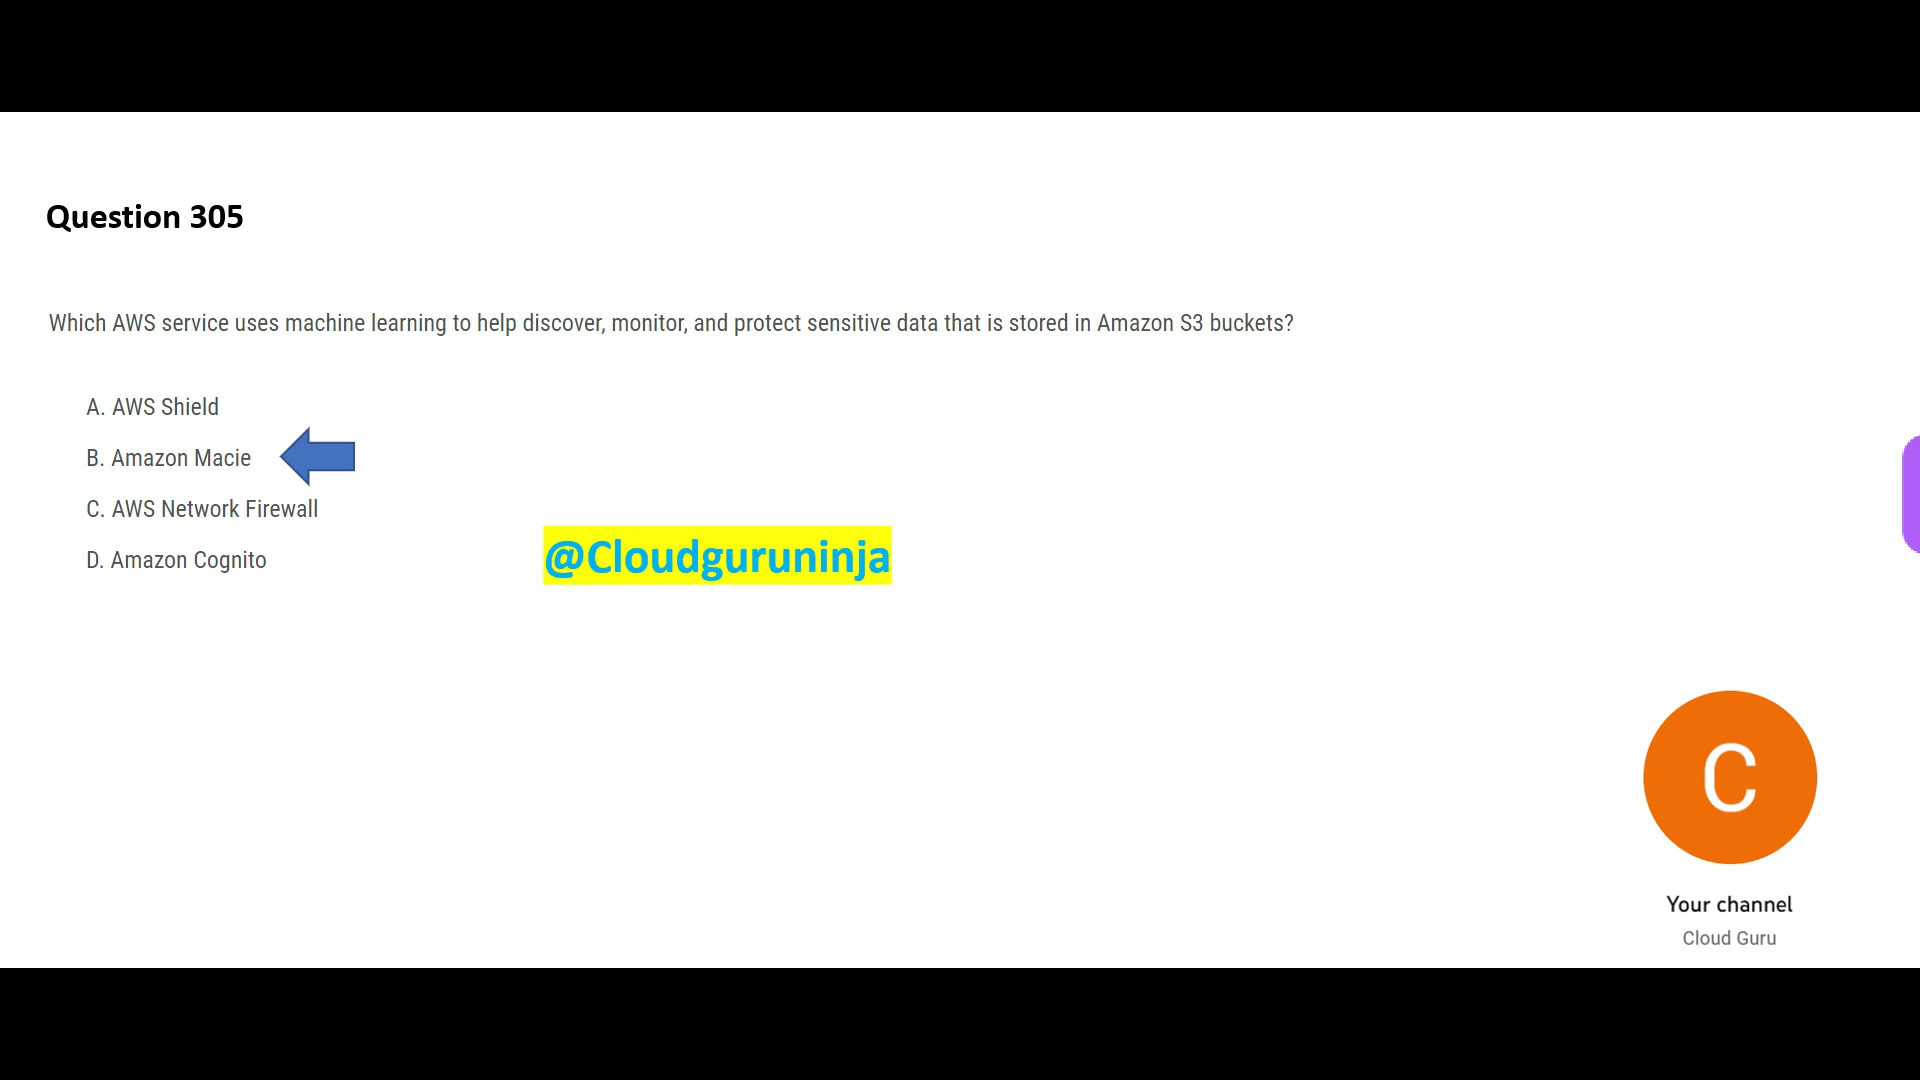 Question 305
Which AWS service uses machine learning to help discover, monitor, and protect sensitive data that is stored in Amazon S3 buckets?
A. AWS Shield
B. Amazon Macie
C. AWS Network Firewall
D. Amazon Cognito
@Cloudguruninja
C
Your channel
Cloud Guru